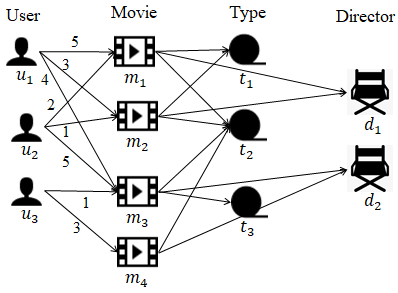 User Movie Type Director
5
3
4
u1 m1 t1
2
d1
1
u2 m2 t2
5
d2
1
u3 m3 t3
3
m4